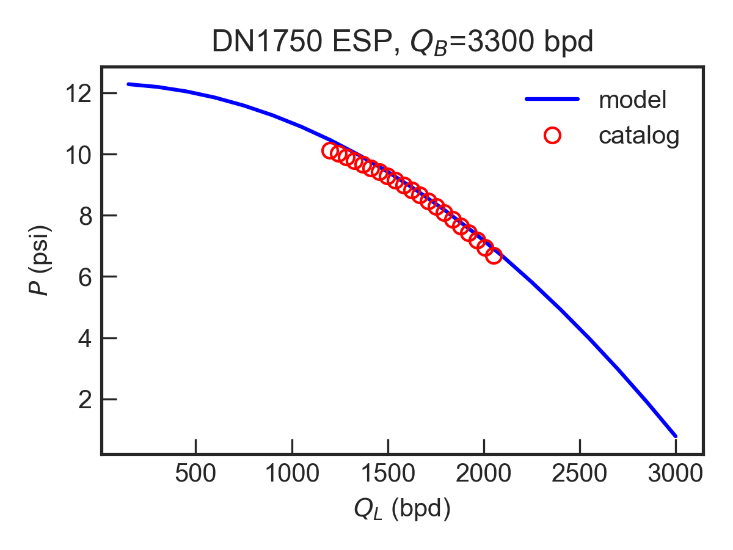 DN1750 ESP, Q_B=3300 bpd
model
catalog
12
10
8
6
4
2
P (psi)
500 1000 1500 2000 2500 3000
Q_L (bpd)